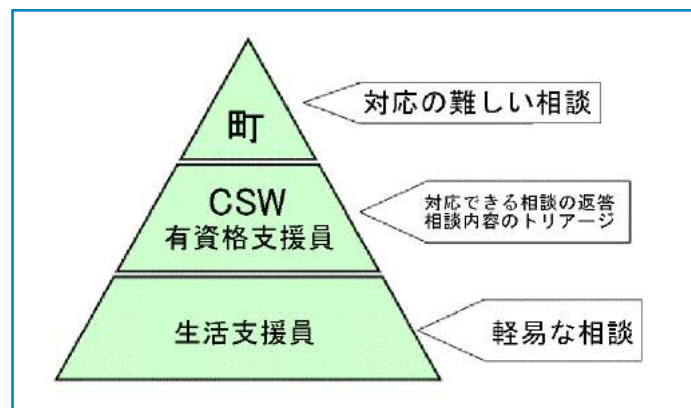 町
対応の難しい相談
CSW
有資格支援員
対応できる相談の返答
相談内容のトリアージ
生活支援員
軽易な相談